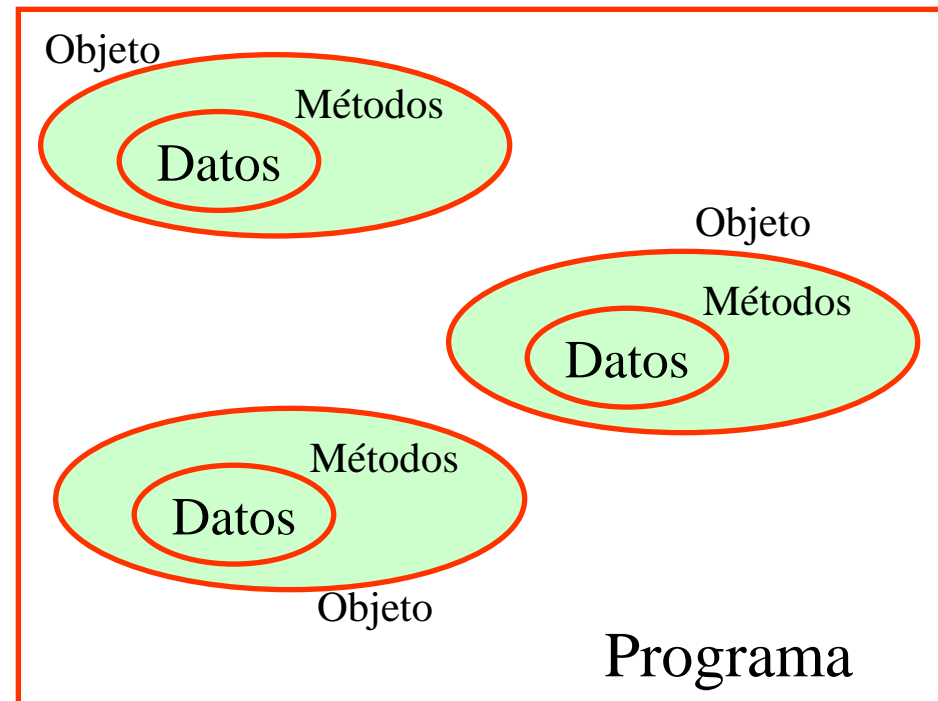 Objeto
Métodos
Datos
Objeto
Métodos
Datos
Métodos
Datos
Objeto
Programa